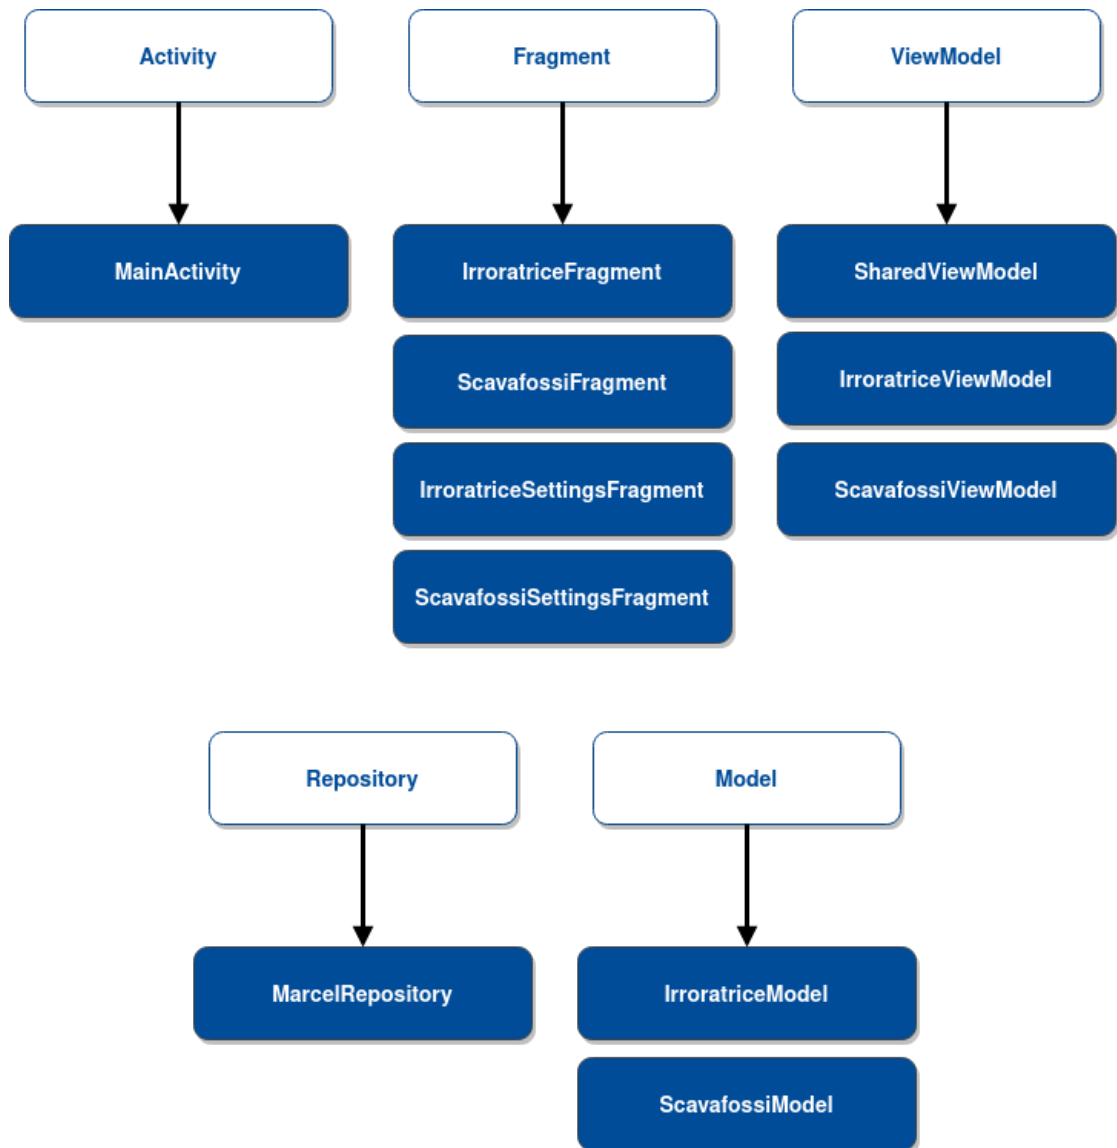 Activity
Fragment
ViewModel
MainActivity
IrroratriceFragment
SharedViewModel
ScavafossiFragment
IrroratriceViewModel
IrroratriceSettingsFragment
ScavafossiViewModel
ScavafossiSettingsFragment
Repository
Model
MarcelRepository
IrroratriceModel
ScavafossiModel